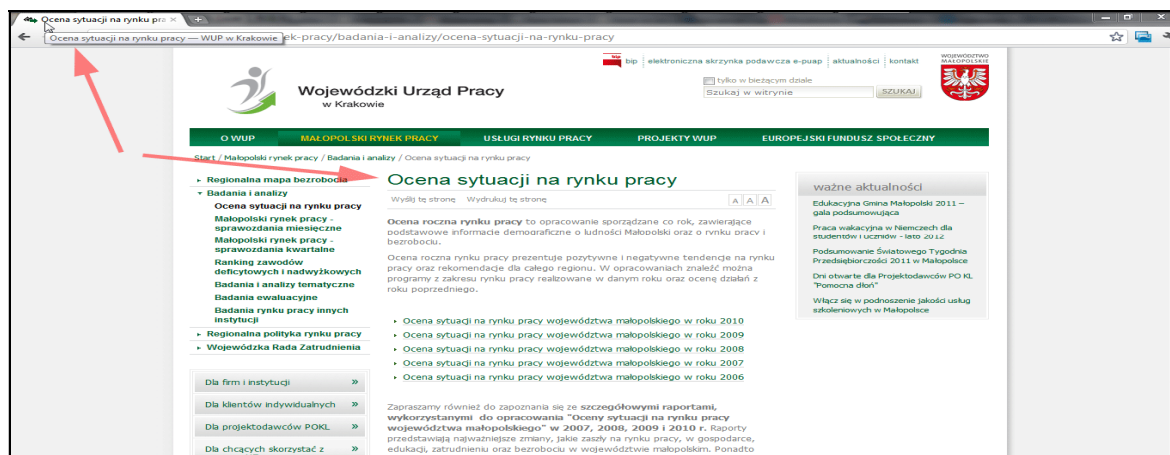 Ocena sytuacji na rynku pra ×
Ocena sytuacji na rynku pracy — WUP w Krakowie
ek-pracy/badania-i-analizy/ocena-sytuacji-na-rynku-pracy
bip elektroniczna skrzynka podawcza e-puap aktualności kontakt
WOJEWÓDZTWO
MAŁOPOLSKIE
tylko w bieżącym dziale
Szukaj w witrynie SZUKAJ
Wojewódzki Urząd Pracy
w Krakowie
O WUP MAŁOPOLSKI RYNEK PRACY USŁUGI RYNKU PRACY PROJEKTY WUP EUROPEJSKI FUNDUSZ SPOŁECZNY
Start / Małopolski rynek pracy / Badania i analizy / Ocena sytuacji na rynku pracy
Regionalna mapa bezrobocia
Badania i analizy
Ocena sytuacji na rynku pracy
Małopolski rynek pracy -
sprawozdania miesięczne
Małopolski rynek pracy -
sprawozdania kwartalne
Ranking zawodów
deficytowych i nadwyżkowych
Badania i analizy tematyczne
Badania ewaluacyjne
Badania rynku pracy innych
instytucji
Regionalna polityka rynku pracy
Wojewódzka Rada Zatrudnienia
Dla firm i instytucji »
Dla klientów indywidualnych »
Dla projektodawców POKL »
Dla chcących skorzystać z »
Ocena sytuacji na rynku pracy
Wyślij tę stronę Wydrukuj tę stronę A A A
Ocena roczna rynku pracy to opracowanie sporządzane co rok, zawierające
podstawowe informacje demograficzne o ludności Małopolski oraz o rynku pracy i
bezrobociu.
Ocena roczna rynku pracy prezentuje pozytywne i negatywne tendencje na rynku
pracy oraz rekomendacje dla całego regionu. W opracowaniach znaleźć można
programy z zakresu rynku pracy realizowane w danym roku oraz ocenę działań z
roku poprzedniego.
Ocena sytuacji na rynku pracy województwa małopolskiego w roku 2010
Ocena sytuacji na rynku pracy województwa małopolskiego w roku 2009
Ocena sytuacji na rynku pracy województwa małopolskiego w roku 2008
Ocena sytuacji na rynku pracy województwa małopolskiego w roku 2007
Ocena sytuacji na rynku pracy województwa małopolskiego w roku 2006
Zapraszamy również do zapoznania się ze szczegółowymi raportami,
wykorzystanymi do opracowania "Oceny sytuacji na rynku pracy
województwa małopolskiego" w 2007, 2008, 2009 i 2010 r. Raporty
przedstawiają najważniejsze zmiany, jakie zaszły na rynku pracy, w gospodarce,
edukacji, zatrudnieniu oraz bezrobociu w województwie małopolskim. Ponadto
ważne aktualności
Edukacyjna Gmina Małopolski 2011 –
gala podsumowująca
Praca wakacyjna w Niemczech dla
studentów i uczniów - lato 2012
Podsumowanie Światowego Tygodnia
Przedsiębiorczości 2011 w Małopolsce
Dni otwarte dla Projektodawców PO KL
"Pomocna dłoń"
Włącz się w podnoszenie jakości usług
szkoleniowych w Małopolsce